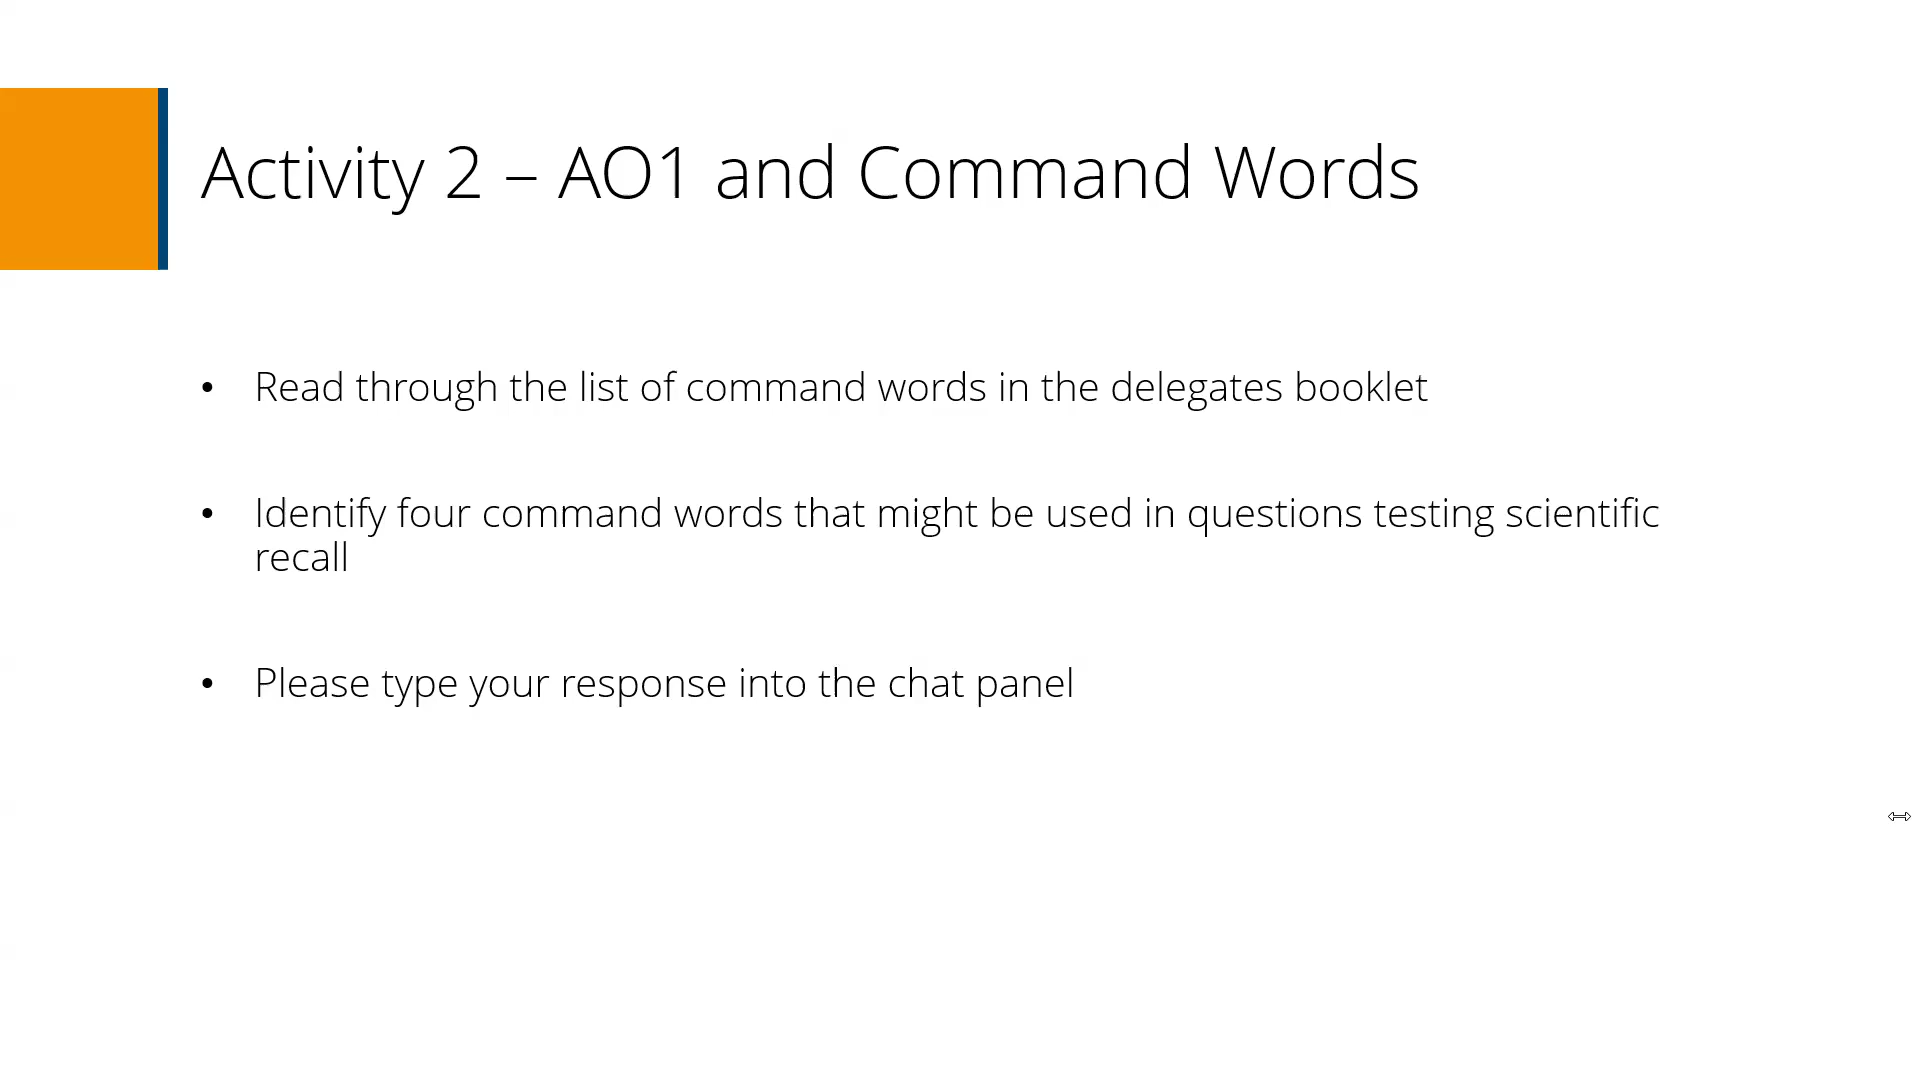 Activity 2 – AO1 and Command Words
• Read through the list of command words in the delegates booklet
• Identify four command words that might be used in questions testing scientific
recall
• Please type your response into the chat panel